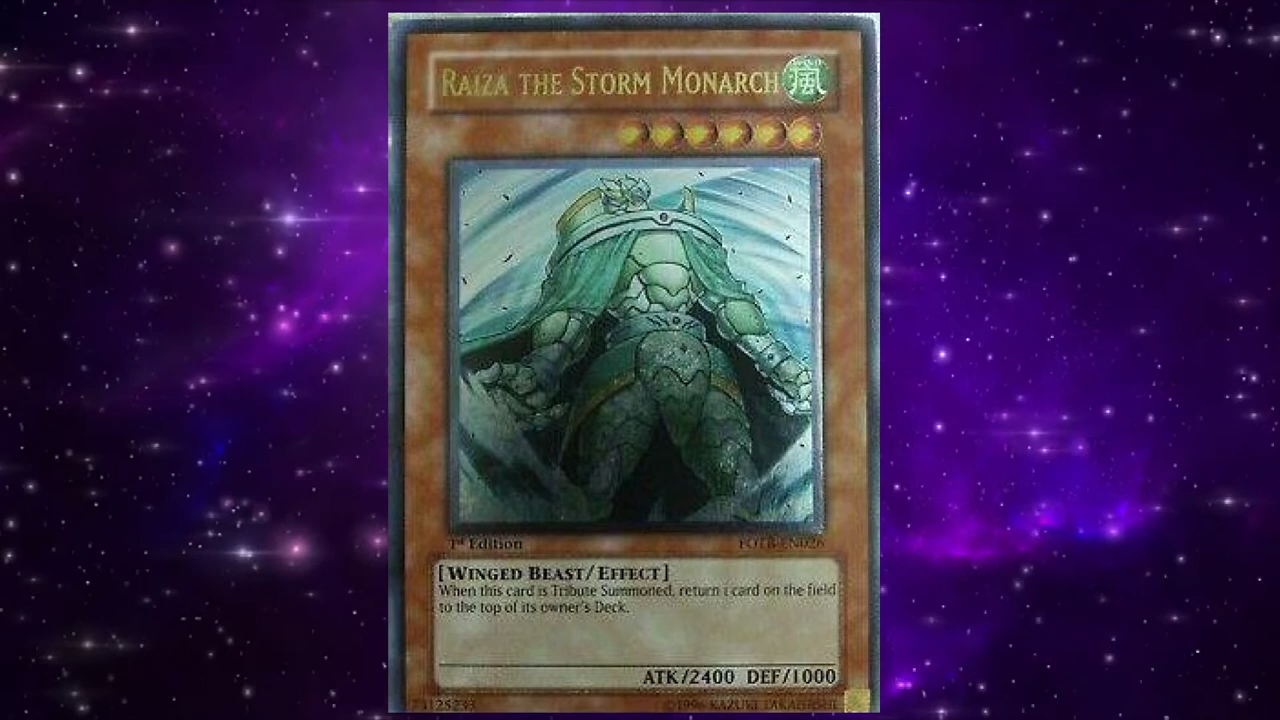 RAIZA THE STORM MONARCH
WIND
風
1st Edition
FOTB-EN026
[WINGED BEAST/EFFECT]
When this card is Tribute Summoned, return 1 card on the field
to the top of its owner's Deck.
ATK/2400 DEF/1000
©1996 KAZUKI TAKAHASHI